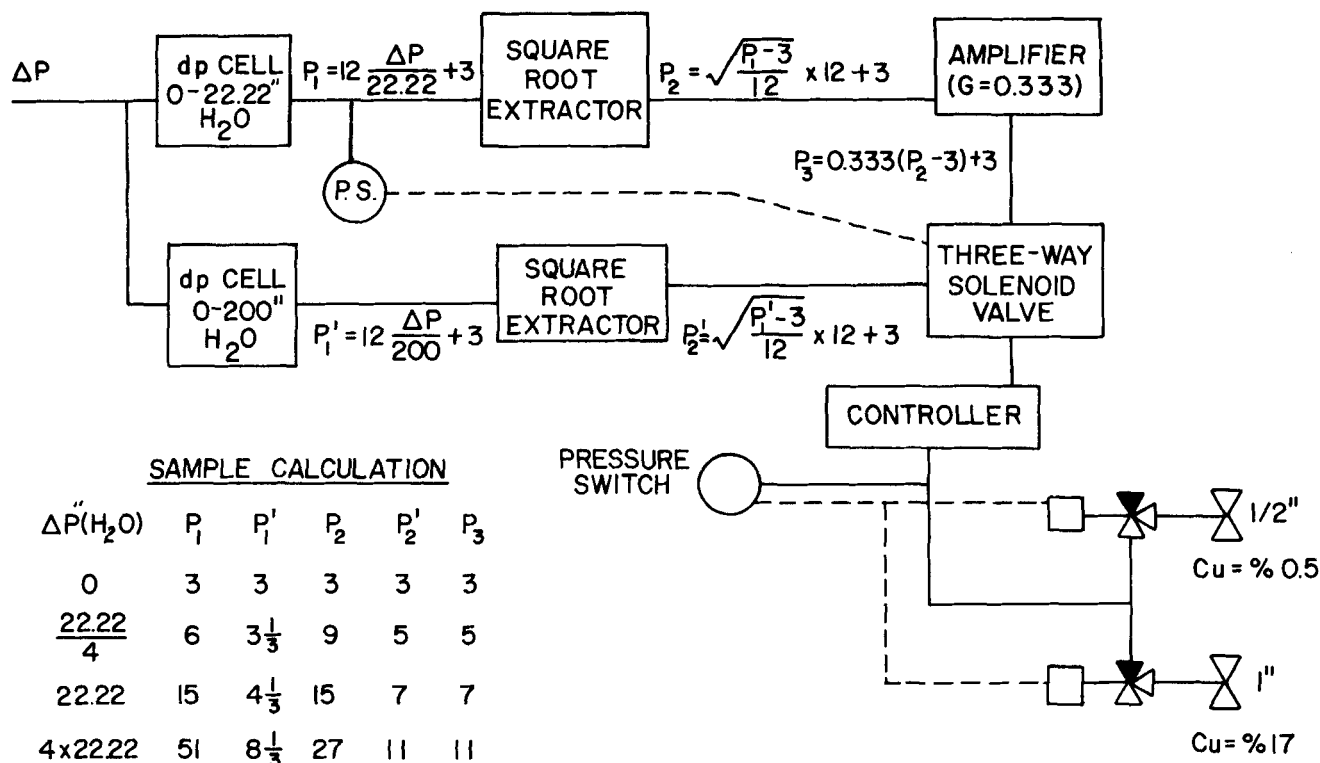 ΔP
dp CELL
0-22.22"
H₂O
P₁=12 ΔP/22.22 +3
SQUARE
ROOT
EXTRACTOR
P₂ = √((P₁-3)/12) x 12 + 3
AMPLIFIER
(G=0.333)
P₃=0.333(P₂-3)+3
P.S.
dp CELL
0-200"
H₂O
P₁'=12 ΔP/200 +3
SQUARE
ROOT
EXTRACTOR
P₂'=√((P₁'-3)/12) x 12 + 3
THREE-WAY
SOLENOID
VALVE
CONTROLLER
PRESSURE
SWITCH
1/2"
Cu = % 0.5
1"
Cu = % 17
SAMPLE CALCULATION
ΔP"(H₂O) P₁ P₁' P₂ P₂' P₃
0 3 3 3 3 3
22.22/4 6 3 1/3 9 5 5
22.22 15 4 1/3 15 7 7
4x22.22 51 8 1/3 27 11 11